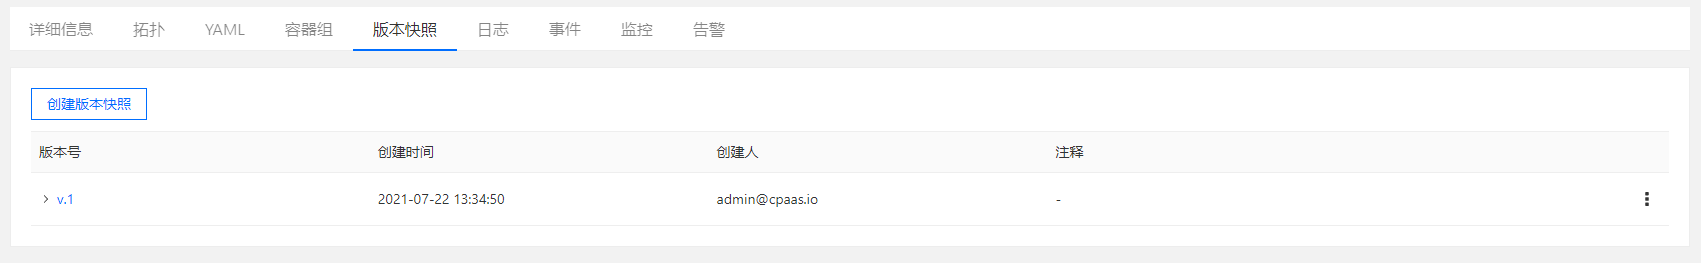 详细信息 拓扑 YAML 容器组 版本快照 日志 事件 监控 告警
创建版本快照
版本号 创建时间 创建人 注释
v.1 2021-07-22 13:34:50 admin@cpaas.io -